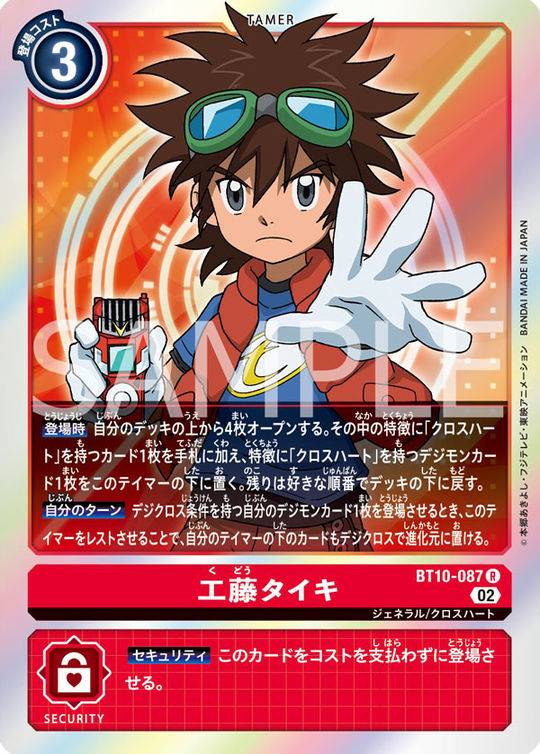 TAMER
登場コスト
3
SAMPLE
登場時 自分のデッキの上から4枚オープンする。その中の特徴に「クロスハ
ート」を持つカード1枚を手札に加え、特徴に「クロスハート」を持つデジモンカー
ド1枚をこのテイマーの下に置く。残りは好きな順番でデッキの下に戻す。
自分のターン デジクロス条件を持つ自分のデジモンカード1枚を登場させるとき、このテ
イマーをレストさせることで、自分のテイマーの下のカードもデジクロスで進化元に置ける。
くどう
工藤タイキ
BT10-087 R
02
ジェネラル/クロスハート
セキュリティ このカードをコストを支払わずに登場さ
せる。
SECURITY
©本郷あきよし・フジテレビ・東映アニメーション BANDAI MADE IN JAPAN